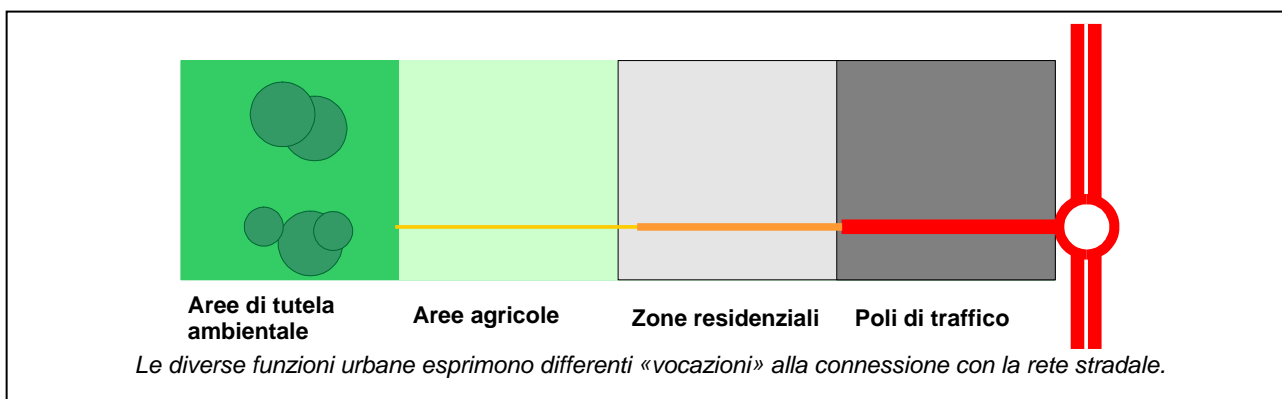 Aree di tutela
ambientale
Aree agricole
Zone residenziali
Poli di traffico
Le diverse funzioni urbane esprimono differenti «vocazioni» alla connessione con la rete stradale.